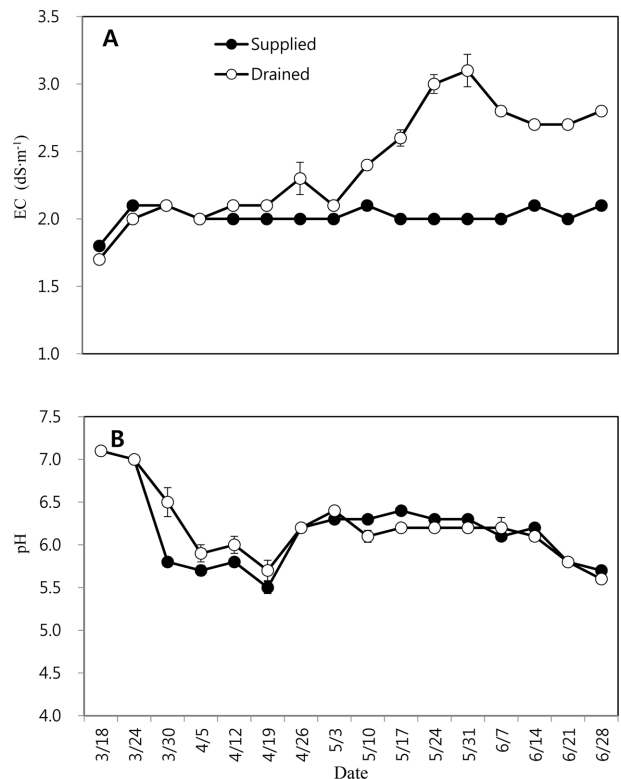 A
Supplied
Drained
EC (dS·m⁻¹)
3.5
3.0
2.5
2.0
1.5
1.0
B
pH
7.5
7.0
6.5
6.0
5.5
5.0
4.5
4.0
3/18 3/24 3/30 4/5 4/12 4/19 4/26 5/3 5/10 5/17 5/24 5/31 6/7 6/14 6/21 6/28
Date